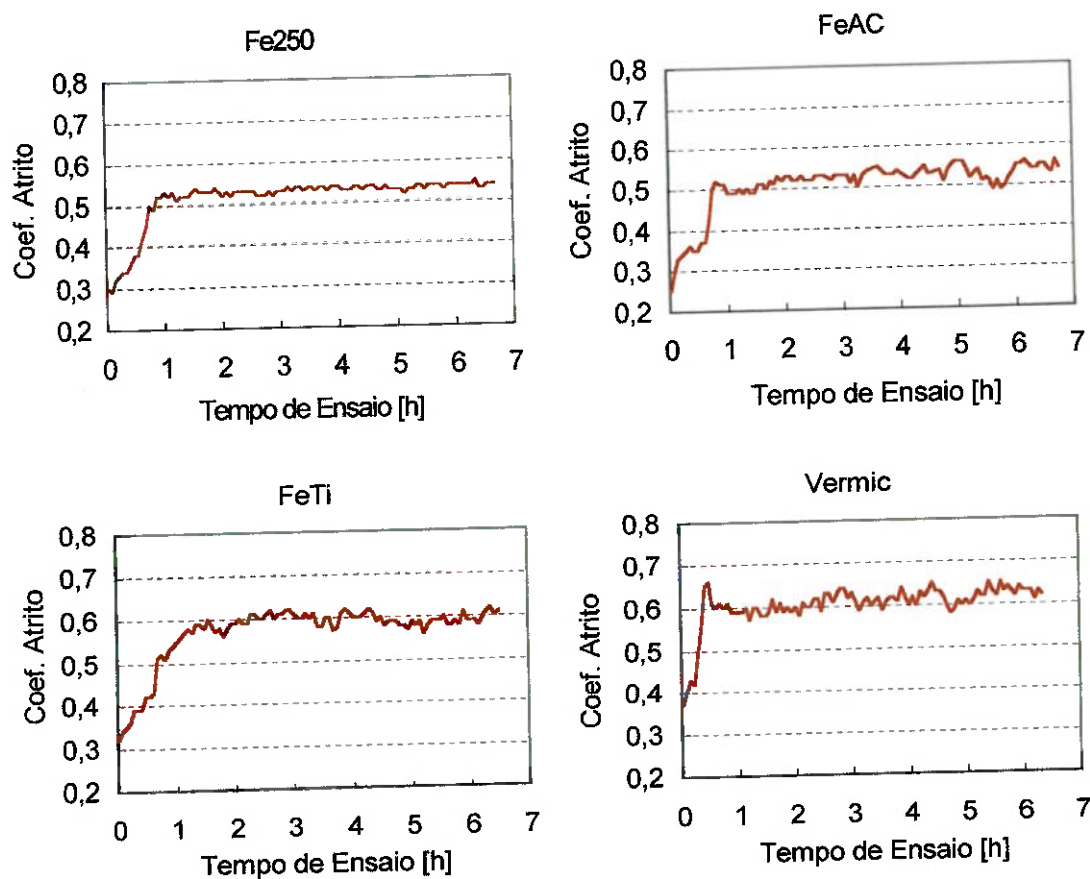 Fe250
0,8
0,7
0,6
0,5
0,4
0,3
0,2
Coef. Atrito
0 1 2 3 4 5 6 7
Tempo de Ensaio [h]
FeAC
0,8
0,7
0,6
0,5
0,4
0,3
0,2
Coef. Atrito
0 1 2 3 4 5 6 7
Tempo de Ensaio [h]
FeTi
0,8
0,7
0,6
0,5
0,4
0,3
0,2
Coef. Atrito
0 1 2 3 4 5 6 7
Tempo de Ensaio [h]
Vermic
0,8
0,7
0,6
0,5
0,4
0,3
0,2
Coef. Atrito
0 1 2 3 4 5 6 7
Tempo de Ensaio [h]